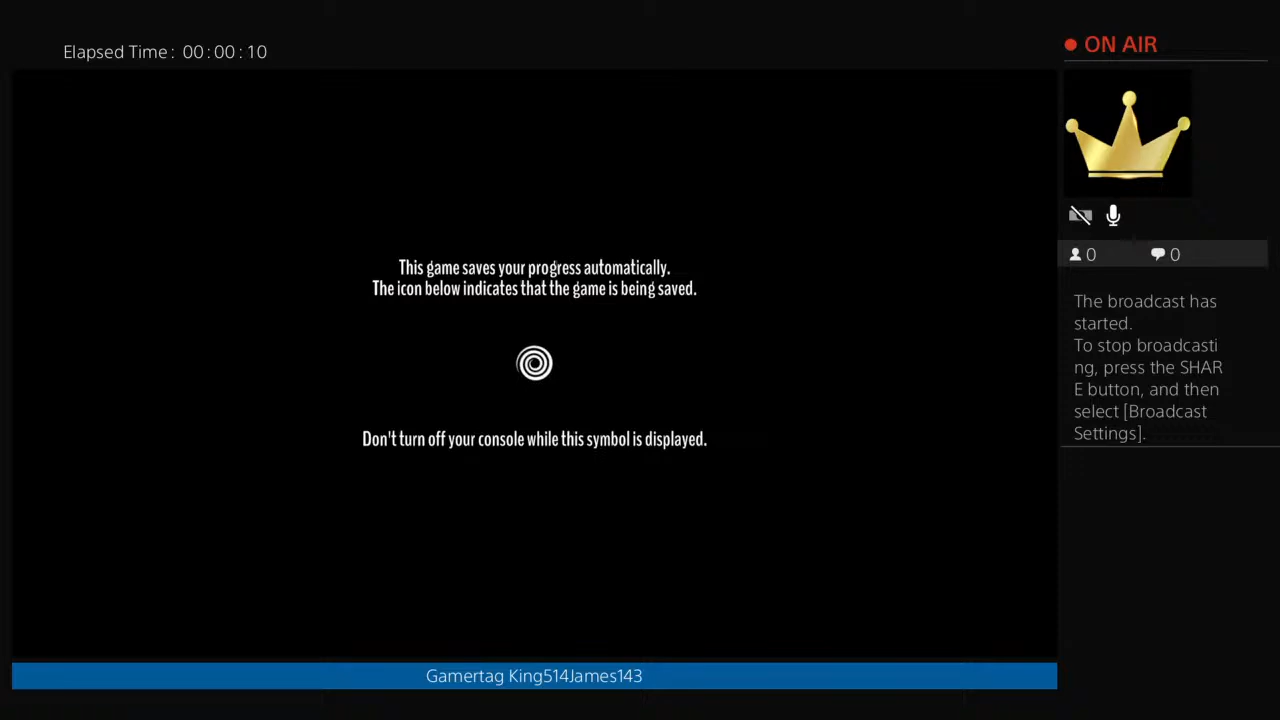 Elapsed Time: 00:00:10
ON AIR
This game saves your progress automatically.
The icon below indicates that the game is being saved.
Don't turn off your console while this symbol is displayed.
0 0
The broadcast has
started.
To stop broadcasti
ng, press the SHAR
E button, and then
select [Broadcast
Settings].
Gamertag King514James143